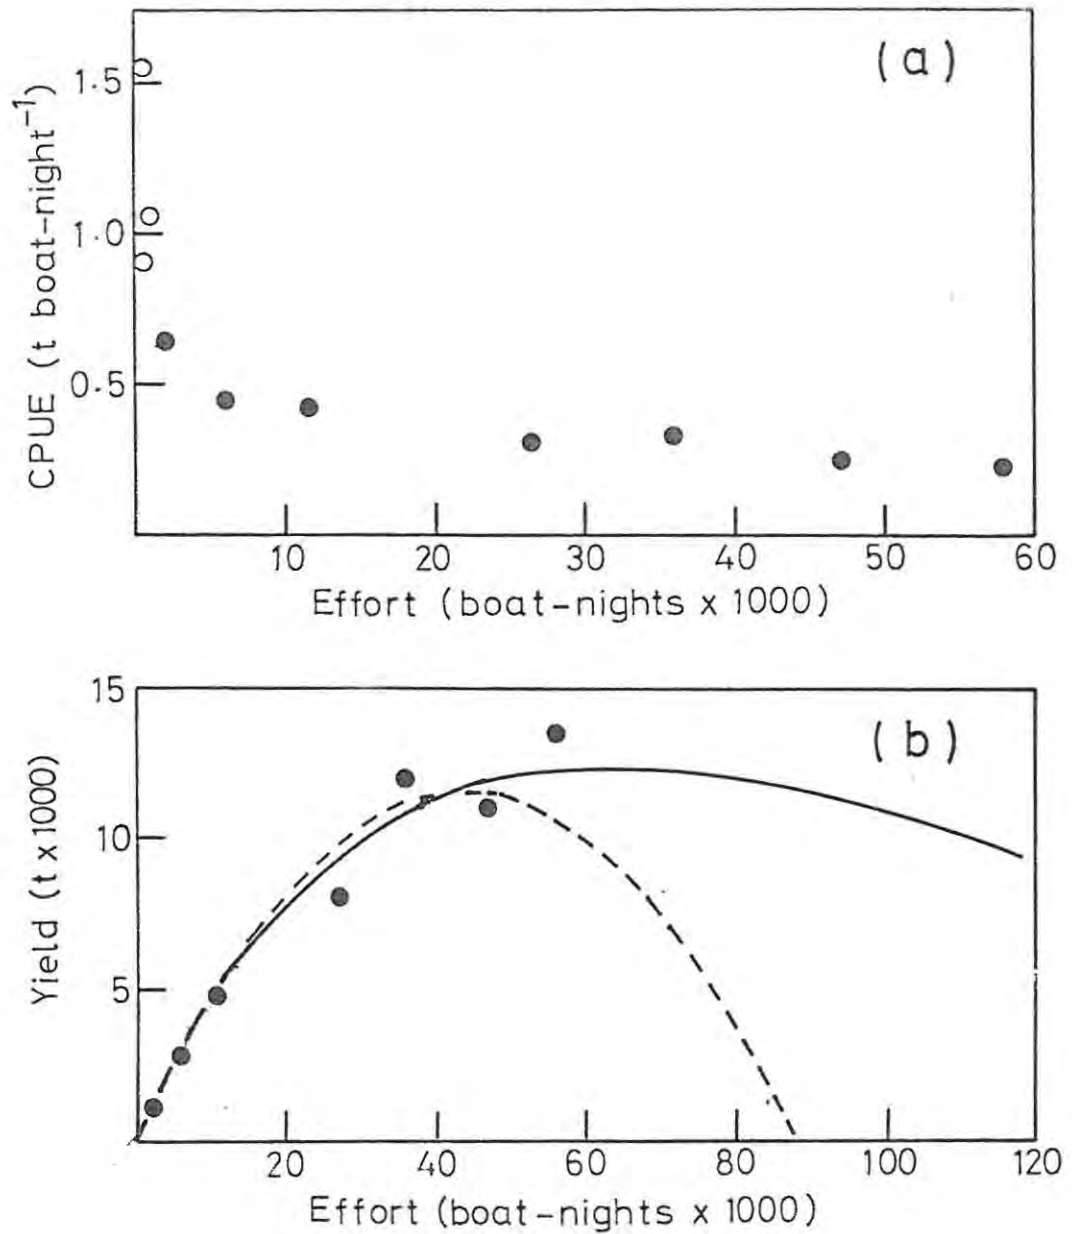 (a)
CPUE (t boat-night⁻¹)
1.5
1.0
0.5
10 20 30 40 50 60
Effort (boat-nights x 1000)
(b)
Yield (t x 1000)
15
10
5
20 40 60 80 100 120
Effort (boat-nights x 1000)